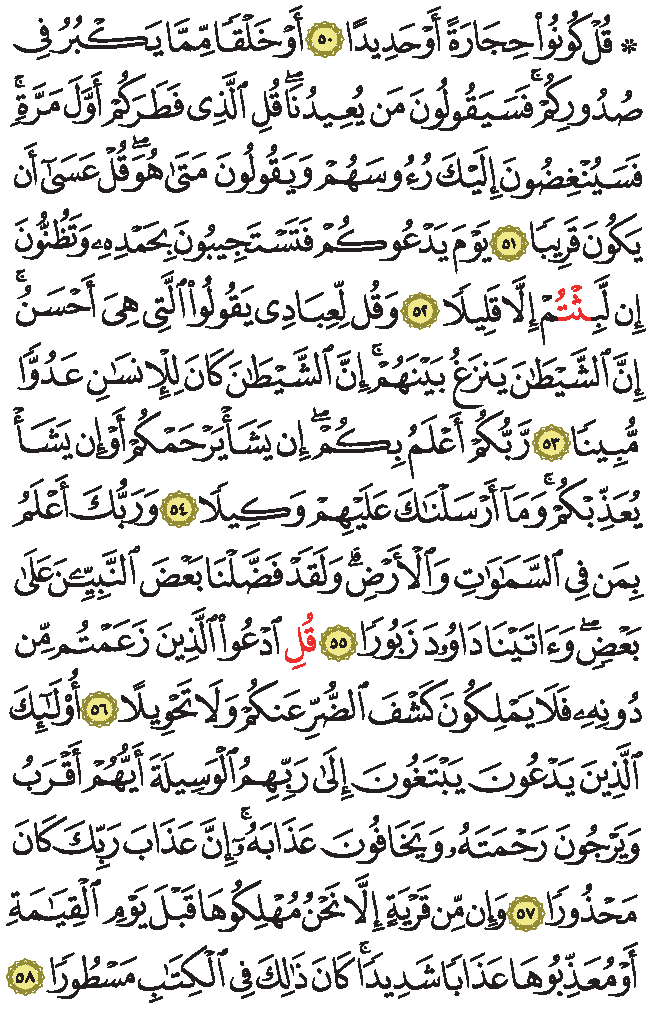 ۞ قُلْ كُونُوا۟ حِجَارَةً أَوْ حَدِيدًا ٥٠ أَوْ خَلْقًا مِّمَّا يَكْبُرُ فِى
صُدُورِكُمْ ۚ فَسَيَقُولُونَ مَن يُعِيدُنَا ۖ قُلِ ٱلَّذِى فَطَرَكُمْ أَوَّلَ مَرَّةٍ ۚ
فَسَيُنْغِضُونَ إِلَيْكَ رُءُوسَهُمْ وَيَقُولُونَ مَتَىٰ هُوَ ۖ قُلْ عَسَىٰٓ أَن
يَكُونَ قَرِيبًا ٥١ يَوْمَ يَدْعُوكُمْ فَتَسْتَجِيبُونَ بِحَمْدِهِۦ وَتَظُنُّونَ
إِن لَّبِثْتُمْ إِلَّا قَلِيلًا ٥٢ وَقُل لِّعِبَادِى يَقُولُوا۟ ٱلَّتِى هِىَ أَحْسَنُ ۚ
إِنَّ ٱلشَّيْطَـٰنَ يَنزَغُ بَيْنَهُمْ ۚ إِنَّ ٱلشَّيْطَـٰنَ كَانَ لِلْإِنسَـٰنِ عَدُوًّا
مُّبِينًا ٥٣ رَّبُّكُمْ أَعْلَمُ بِكُمْ ۖ إِن يَشَأْ يَرْحَمْكُمْ أَوْ إِن يَشَأْ
يُعَذِّبْكُمْ ۚ وَمَآ أَرْسَلْنَـٰكَ عَلَيْهِمْ وَكِيلًا ٥٤ وَرَبُّكَ أَعْلَمُ
بِمَن فِى ٱلسَّمَـٰوَٰتِ وَٱلْأَرْضِ ۗ وَلَقَدْ فَضَّلْنَا بَعْضَ ٱلنَّبِيِّـۧنَ عَلَىٰ
بَعْضٍ ۖ وَءَاتَيْنَا دَاوُۥدَ زَبُورًا ٥٥ قُلِ ٱدْعُوا۟ ٱلَّذِينَ زَعَمْتُم مِّن
دُونِهِۦ فَلَا يَمْلِكُونَ كَشْفَ ٱلضُّرِّ عَنكُمْ وَلَا تَحْوِيلًا ٥٦ أُو۟لَـٰٓئِكَ
ٱلَّذِينَ يَدْعُونَ يَبْتَغُونَ إِلَىٰ رَبِّهِمُ ٱلْوَسِيلَةَ أَيُّهُمْ أَقْرَبُ
وَيَرْجُونَ رَحْمَتَهُۥ وَيَخَافُونَ عَذَابَهُۥٓ ۚ إِنَّ عَذَابَ رَبِّكَ كَانَ
مَحْذُورًا ٥٧ وَإِن مِّن قَرْيَةٍ إِلَّا نَحْنُ مُهْلِكُوهَا قَبْلَ يَوْمِ ٱلْقِيَـٰمَةِ
أَوْ مُعَذِّبُوهَا عَذَابًا شَدِيدًا ۚ كَانَ ذَٰلِكَ فِى ٱلْكِتَـٰبِ مَسْطُورًا ٥٨